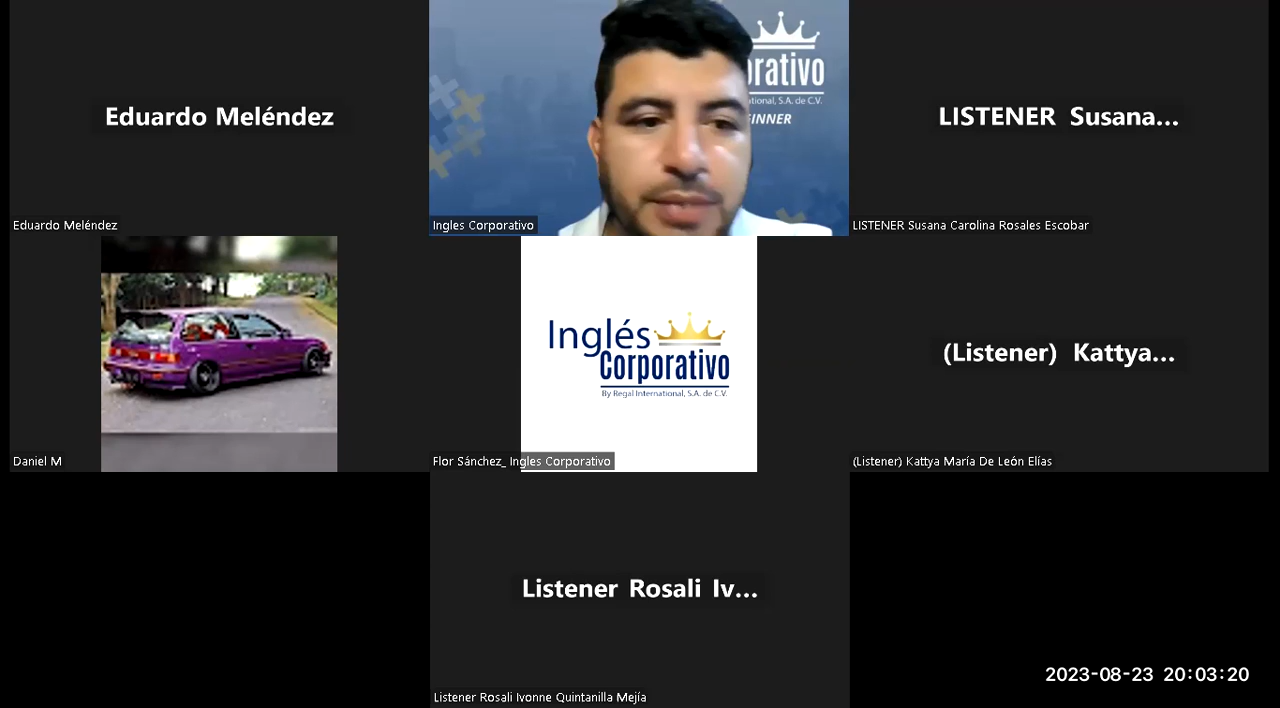 Eduardo Meléndez
Eduardo Meléndez
orativo
ational, S.A. de C.V.
Ingles Corporativo
LISTENER Susana...
LISTENER Susana Carolina Rosales Escobar
Daniel M
Inglés
Corporativo
By Regal International, S.A. de C.V.
Flor Sánchez_ Ingles Corporativo
(Listener) Kattya...
(Listener) Kattya María De León Elías
Listener Rosali Iv...
Listener Rosali Ivonne Quintanilla Mejía
2023-08-23 20:03:20